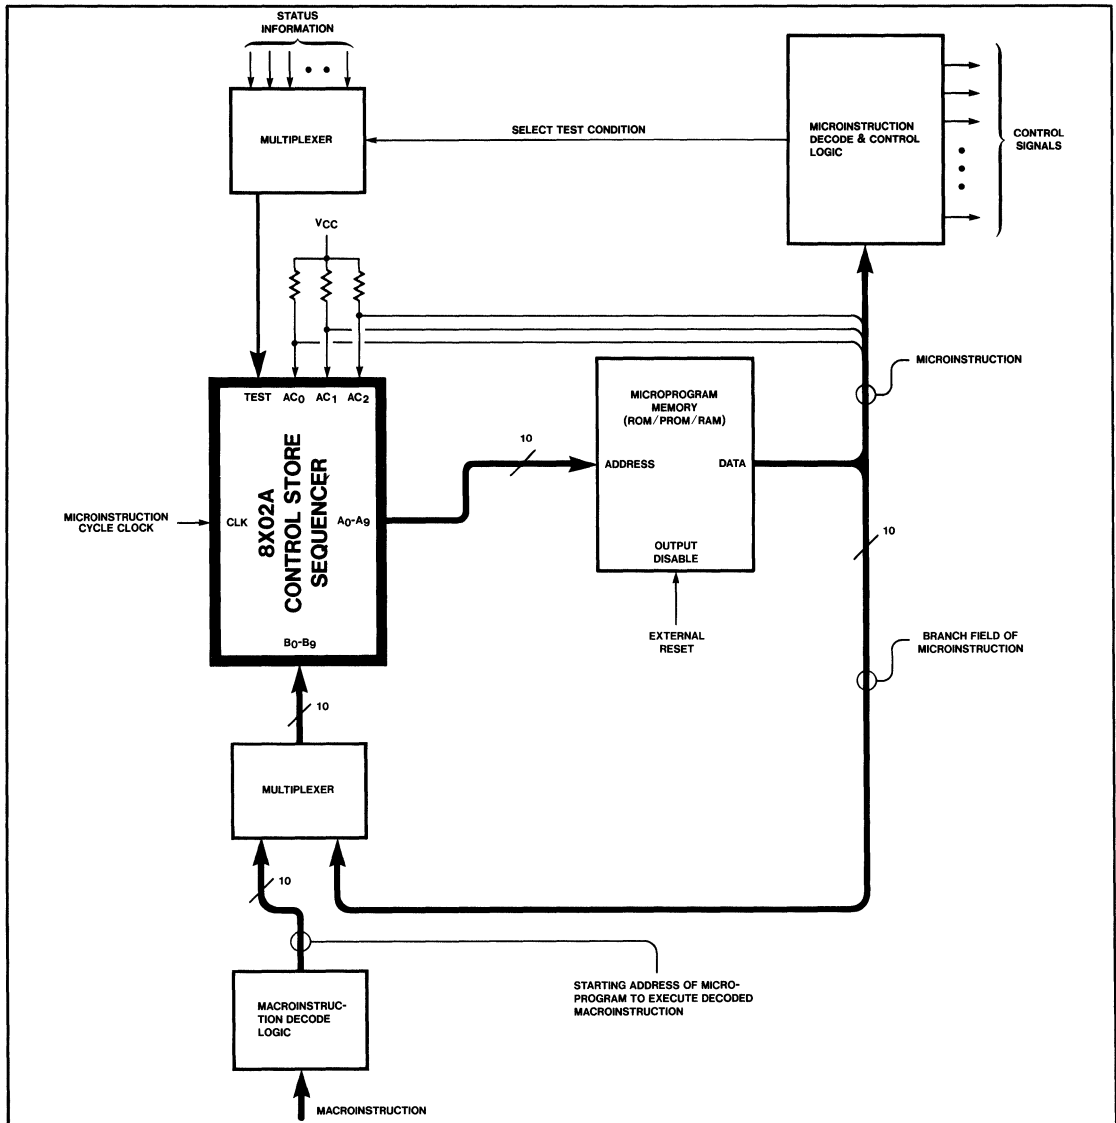 STATUS
INFORMATION
MULTIPLEXER
SELECT TEST CONDITION
MICROINSTRUCTION
DECODE & CONTROL
LOGIC
CONTROL
SIGNALS
VCC
MICROINSTRUCTION
TEST AC0 AC1 AC2
8X02A
CONTROL STORE
SEQUENCER
CLK
A0-A9
B0-B9
MICROINSTRUCTION
CYCLE CLOCK
10
MICROPROGRAM
MEMORY
(ROM/PROM/RAM)
ADDRESS
DATA
OUTPUT
DISABLE
EXTERNAL
RESET
10
BRANCH FIELD OF
MICROINSTRUCTION
10
MULTIPLEXER
10
STARTING ADDRESS OF MICRO-
PROGRAM TO EXECUTE DECODED
MACROINSTRUCTION
MACROINSTRUC-
TION DECODE
LOGIC
MACROINSTRUCTION